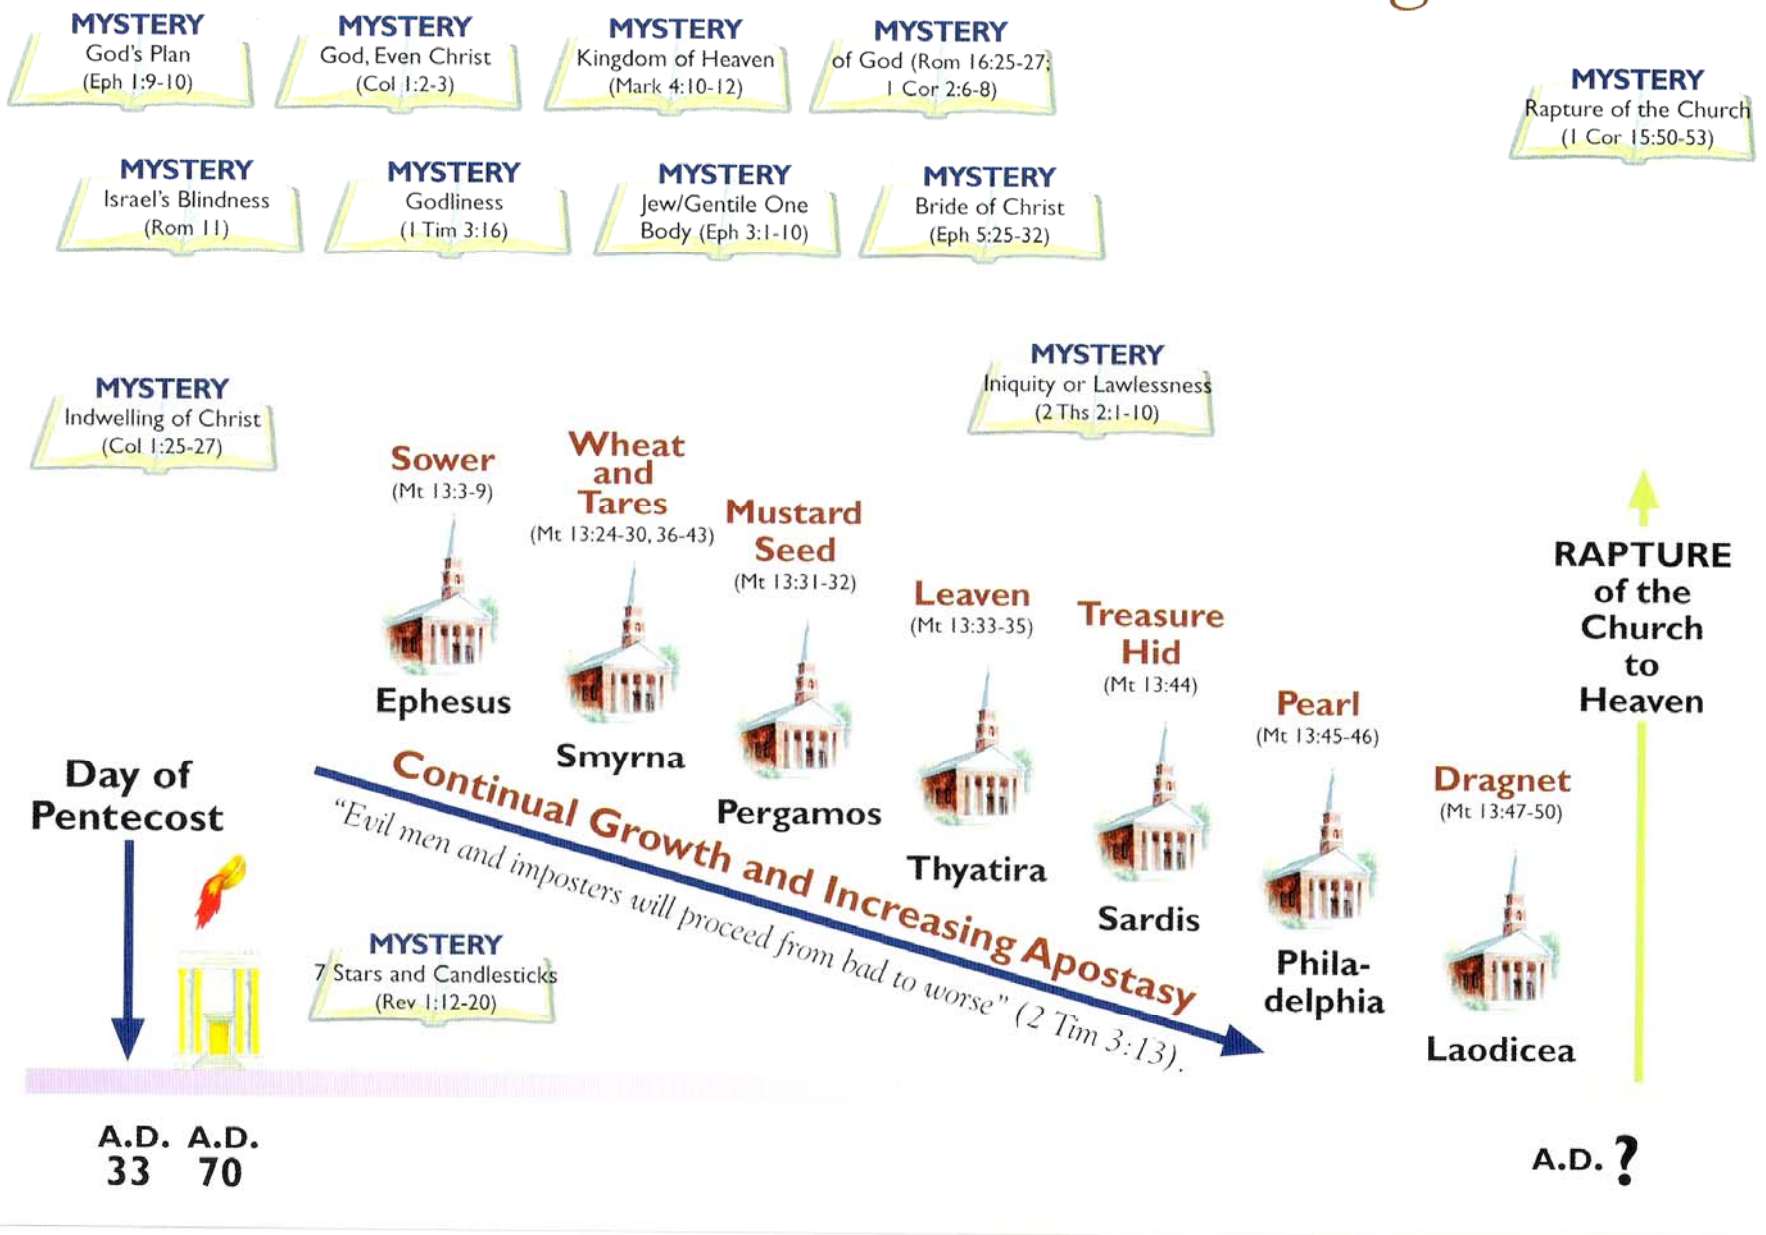 MYSTERY
God's Plan
(Eph 1:9-10)
MYSTERY
God, Even Christ
(Col 1:2-3)
MYSTERY
Kingdom of Heaven
(Mark 4:10-12)
MYSTERY
of God (Rom 16:25-27;
1 Cor 2:6-8)
MYSTERY
Rapture of the Church
(1 Cor 15:50-53)
MYSTERY
Israel's Blindness
(Rom 11)
MYSTERY
Godliness
(1 Tim 3:16)
MYSTERY
Jew/Gentile One
Body (Eph 3:1-10)
MYSTERY
Bride of Christ
(Eph 5:25-32)
MYSTERY
Indwelling of Christ
(Col 1:25-27)
MYSTERY
Iniquity or Lawlessness
(2 Ths 2:1-10)
Sower
(Mt 13:3-9)
Ephesus
Wheat
and
Tares
(Mt 13:24-30, 36-43)
Smyrna
Mustard
Seed
(Mt 13:31-32)
Pergamos
Leaven
(Mt 13:33-35)
Thyatira
Treasure
Hid
(Mt 13:44)
Sardis
Pearl
(Mt 13:45-46)
Phila-
delphia
Dragnet
(Mt 13:47-50)
Laodicea
RAPTURE
of the
Church
to
Heaven
Day of
Pentecost
Continual Growth and Increasing Apostasy
"Evil men and imposters will proceed from bad to worse" (2 Tim 3:13).
MYSTERY
7 Stars and Candlesticks
(Rev 1:12-20)
A.D.
33
A.D.
70
A.D. ?